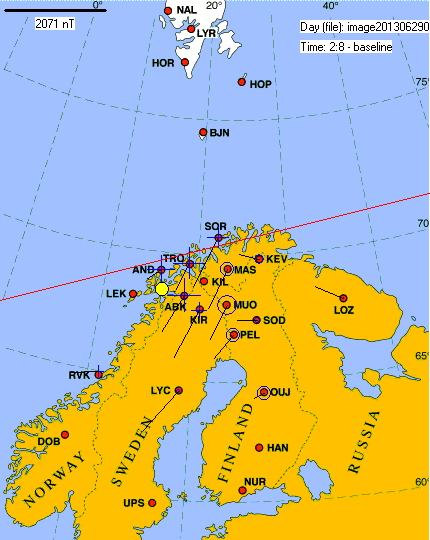 0°
20°
NAL
2071 nT
LYR
Day (file): image201306290
Time: 2:8 - baseline
HOR
HOP
75°
BJN
70°
SOR
TRO
KEV
AND
MAS
KIL
LEK
ABK
MUO
LOZ
KIR
SOD
PEL
65°
RVK
LYC
OUJ
DOB
HAN
SWEDEN
FINLAND
RUSSIA
NORWAY
NUR
60°
UPS